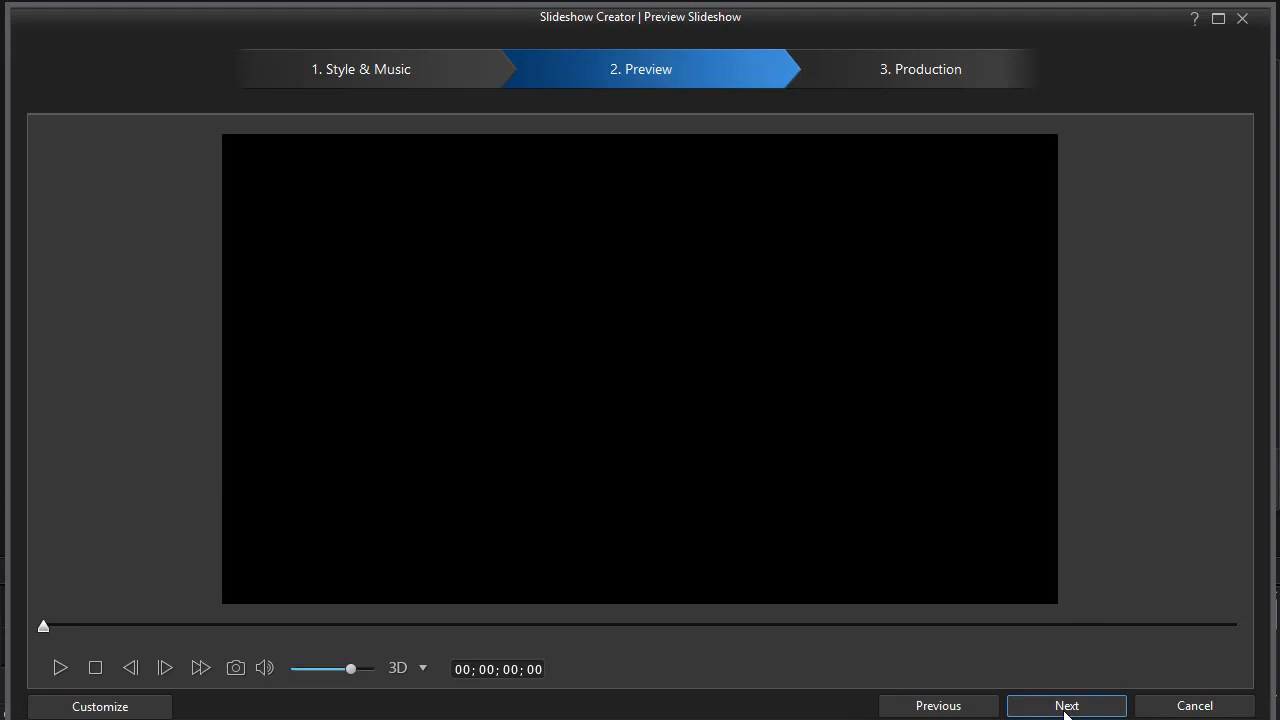 Slideshow Creator | Preview Slideshow
?
1. Style & Music
2. Preview
3. Production
3D
00;00;00;00
Customize
Previous
Next
Cancel